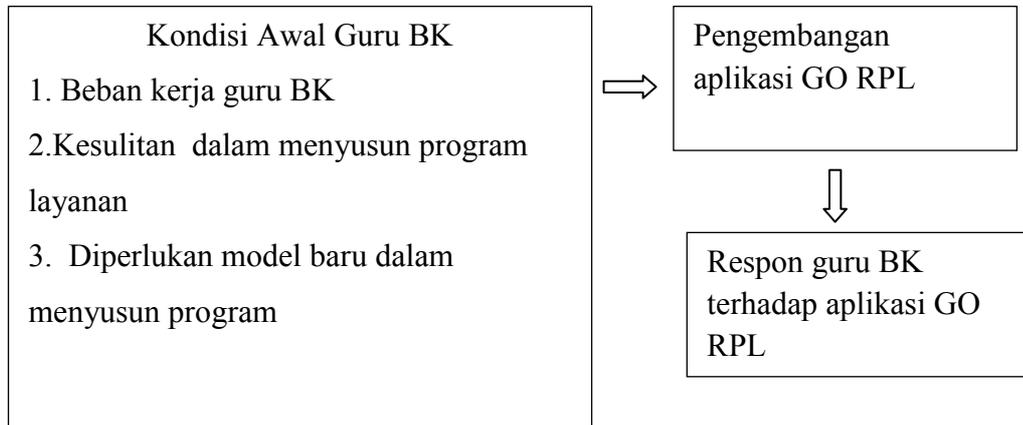 Kondisi Awal Guru BK
1. Beban kerja guru BK
2.Kesulitan dalam menyusun program
layanan
3. Diperlukan model baru dalam
menyusun program
Pengembangan
aplikasi GO RPL
Respon guru BK
terhadap aplikasi GO
RPL